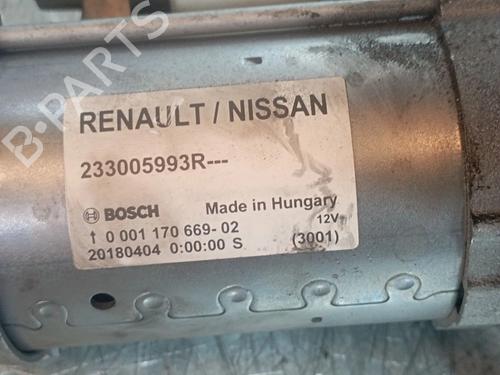 B-PARTS
RENAULT / NISSAN
233005993R---
BOSCH Made in Hungary
↑ 0 001 170 669-02 12V
20180404 0:00:00 S (3001)